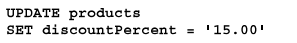 UPDATE products
SET discountPercent = '15.00'